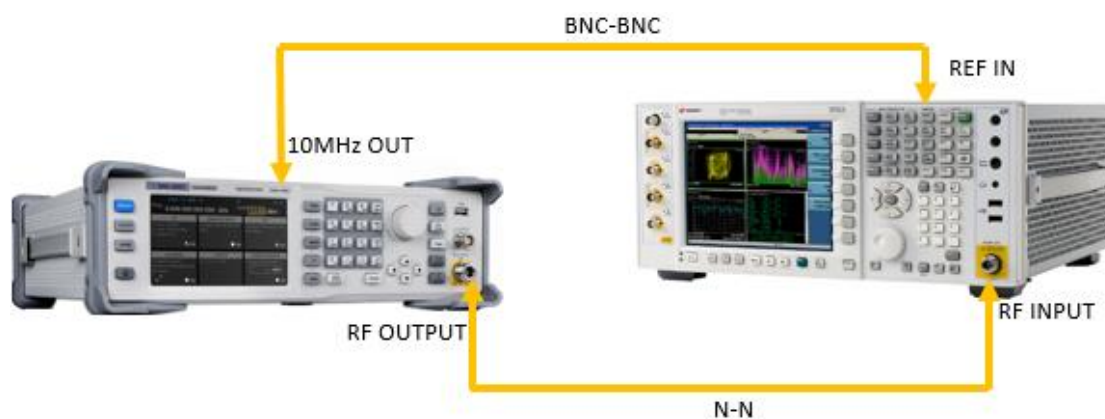 BNC-BNC
REF IN
10MHz OUT
RF OUTPUT
RF INPUT
N-N